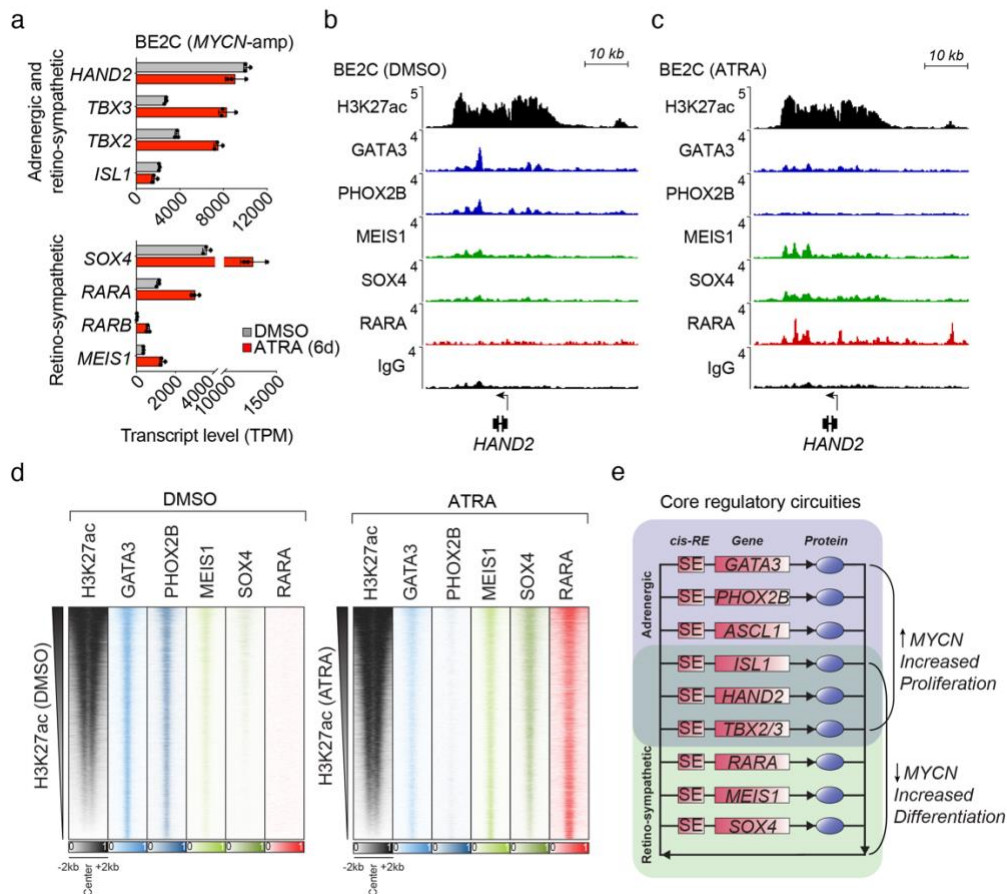 a
BE2C (MYCN-amp)
Adrenergic and
retino-sympathetic
HAND2
TBX3
TBX2
ISL1
0 4000 8000 12000
Retino-sympathetic
SOX4
RARA
RARB
MEIS1
DMSO
ATRA (6d)
0 2000 4000 10000 15000
Transcript level (TPM)
b
10 kb
BE2C (DMSO)
5
H3K27ac
4
GATA3
4
PHOX2B
4
MEIS1
4
SOX4
4
RARA
4
IgG
HAND2
c
10 kb
BE2C (ATRA)
5
H3K27ac
4
GATA3
4
PHOX2B
4
MEIS1
4
SOX4
4
RARA
4
IgG
HAND2
d
DMSO
H3K27ac GATA3 PHOX2B MEIS1 SOX4 RARA
H3K27ac (DMSO)
0 1 0 1 0 1 0 1 0 1 0 1
-2kb Center +2kb
ATRA
H3K27ac GATA3 PHOX2B MEIS1 SOX4 RARA
H3K27ac (ATRA)
0 1 0 1 0 1 0 1 0 1 0 1
-2kb Center +2kb
e
Core regulatory circuities
cis-RE Gene Protein
Adrenergic
SE GATA3
SE PHOX2B
SE ASCL1
SE ISL1
SE HAND2
SE TBX2/3
Retino-sympathetic
SE RARA
SE MEIS1
SE SOX4
↑ MYCN
Increased
Proliferation
↓ MYCN
Increased
Differentiation